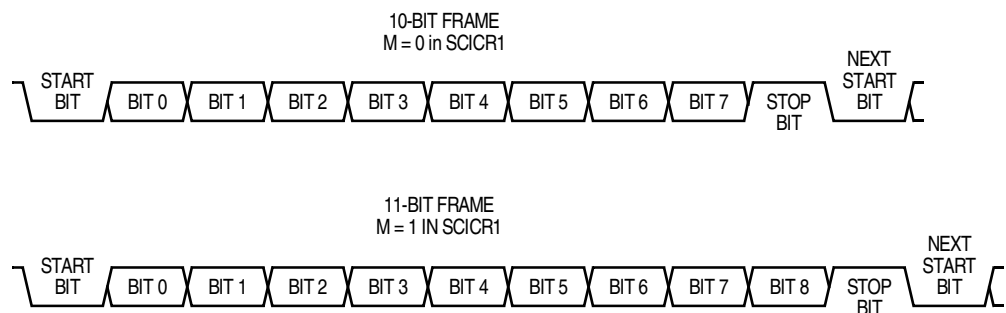 10-BIT FRAME
M = 0 in SCICR1
START
BIT
BIT 0
BIT 1
BIT 2
BIT 3
BIT 4
BIT 5
BIT 6
BIT 7
STOP
BIT
NEXT
START
BIT
11-BIT FRAME
M = 1 IN SCICR1
START
BIT
BIT 0
BIT 1
BIT 2
BIT 3
BIT 4
BIT 5
BIT 6
BIT 7
BIT 8
STOP
BIT
NEXT
START
BIT